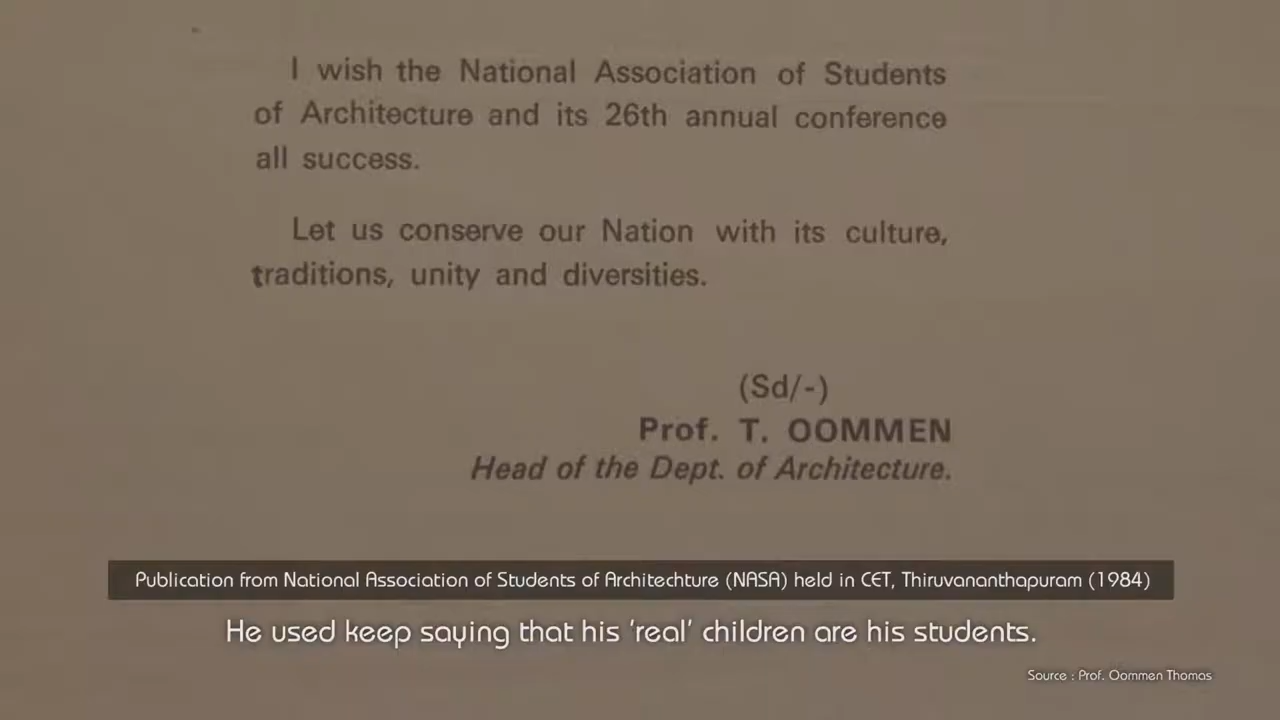 I wish the National Association of Students
of Architecture and its 26th annual conference
all success.
Let us conserve our Nation with its culture,
traditions, unity and diversities.
(Sd/-)
Prof. T. OOMMEN
Head of the Dept. of Architecture.
Publication from National Association of Students of Architechture (NASA) held in CET, Thiruvananthapuram (1984)
He used keep saying that his 'real' children are his students.
Source : Prof. Oommen Thomas